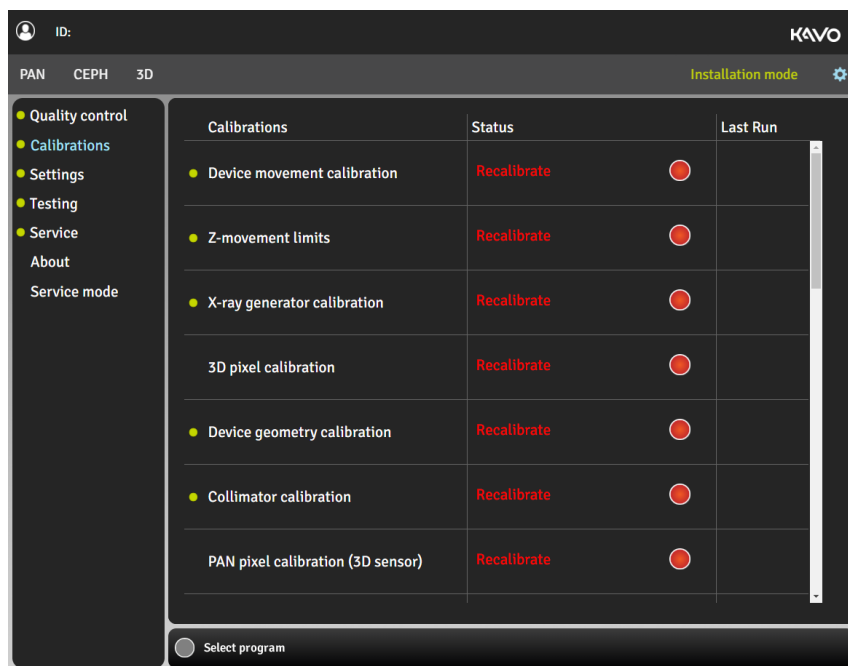 ID:
KAVO
PAN CEPH 3D Installation mode
Quality control
Calibrations
Settings
Testing
Service
About
Service mode
Calibrations Status Last Run
Device movement calibration Recalibrate
Z-movement limits Recalibrate
X-ray generator calibration Recalibrate
3D pixel calibration Recalibrate
Device geometry calibration Recalibrate
Collimator calibration Recalibrate
PAN pixel calibration (3D sensor) Recalibrate
Select program